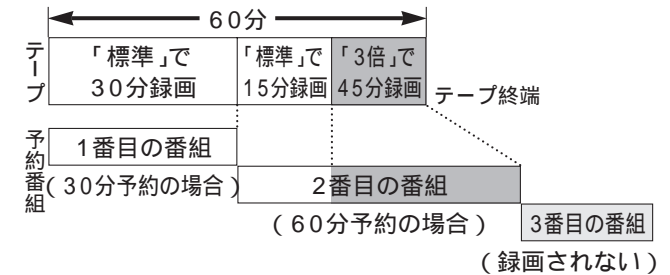 60分
テープ
「標準」で
30分録画
「標準」で
15分録画
「3倍」で
45分録画
テープ終端
予約番組
1番目の番組
(30分予約の場合)
2番目の番組
(60分予約の場合)
3番目の番組
(録画されない)